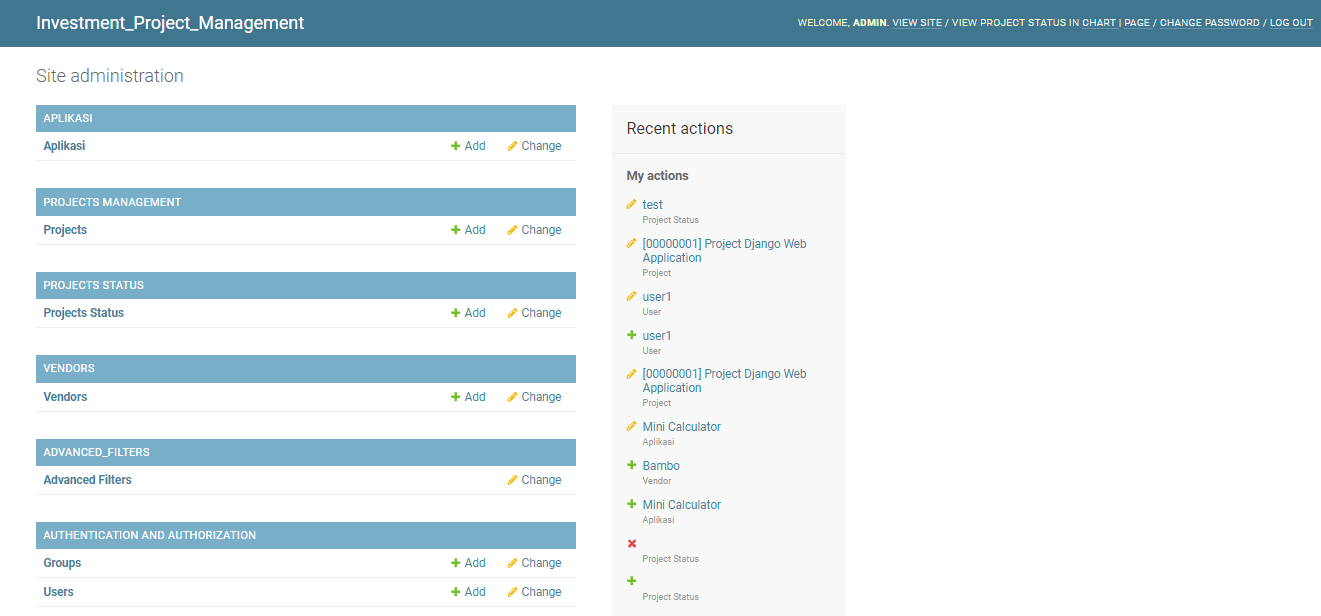 Investment_Project_Management
WELCOME, ADMIN. VIEW SITE / VIEW PROJECT STATUS IN CHART | PAGE / CHANGE PASSWORD / LOG OUT
Site administration
APLIKASI
Aplikasi Add Change
PROJECTS MANAGEMENT
Projects Add Change
PROJECTS STATUS
Projects Status Add Change
VENDORS
Vendors Add Change
ADVANCED_FILTERS
Advanced Filters Change
AUTHENTICATION AND AUTHORIZATION
Groups Add Change
Users Add Change
Recent actions
My actions
test
Project Status
[00000001] Project Django Web
Application
Project
user1
User
user1
User
[00000001] Project Django Web
Application
Project
Mini Calculator
Aplikasi
Bambo
Vendor
Mini Calculator
Aplikasi
Project Status
Project Status